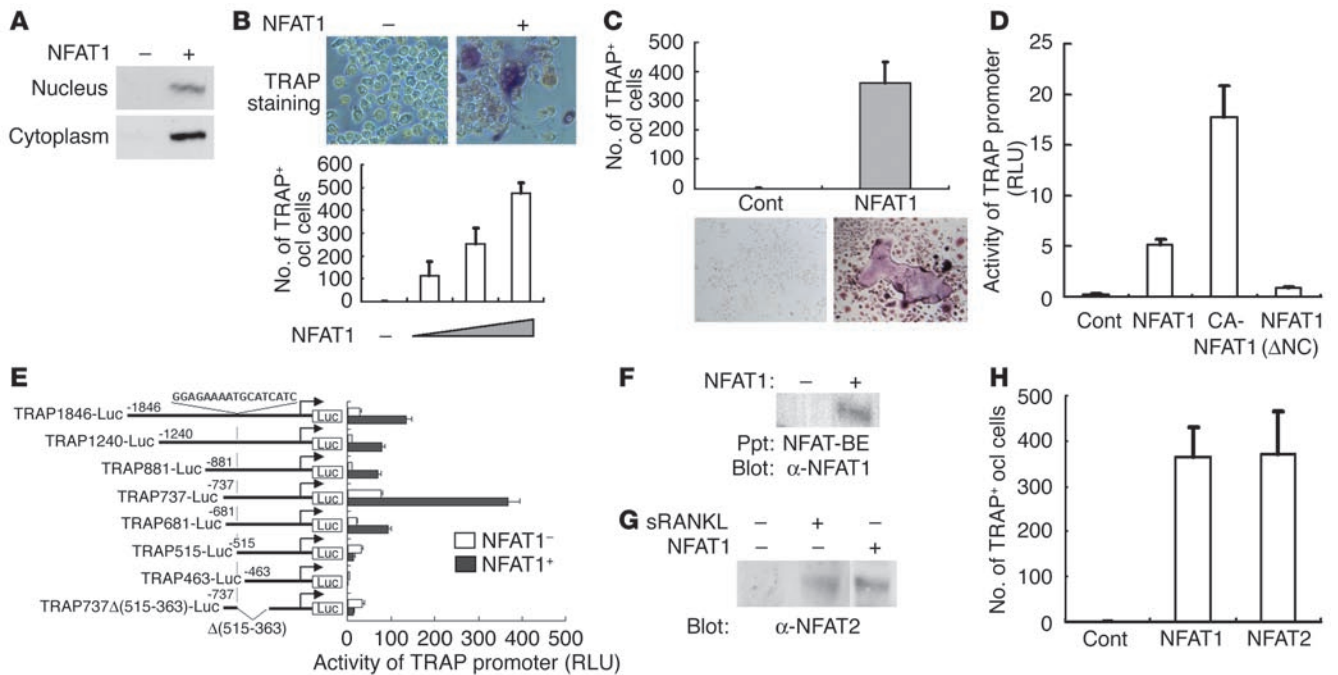 A
NFAT1 – +
Nucleus
Cytoplasm
B
NFAT1 – +
TRAP staining
No. of TRAP+ ocl cells
600
500
400
300
200
100
0
NFAT1 –
C
No. of TRAP+ ocl cells
500
400
300
200
100
0
Cont NFAT1
D
Activity of TRAP promoter (RLU)
25
20
15
10
5
0
Cont NFAT1 CA-NFAT1 NFAT1 (ΔNC)
E
GGAGAAAATGCATCATC
TRAP1846-Luc -1846 Luc
TRAP1240-Luc -1240 Luc
TRAP881-Luc -881 Luc
TRAP737-Luc -737 Luc
TRAP681-Luc -681 Luc
TRAP515-Luc -515 Luc
TRAP463-Luc -463 Luc
TRAP737Δ(515-363)-Luc -737 Luc
Δ(515-363)
NFAT1–
NFAT1+
0 100 200 300 400 500
Activity of TRAP promoter (RLU)
F
NFAT1: – +
Ppt: NFAT-BE
Blot: α-NFAT1
G
sRANKL – + –
NFAT1 – – +
Blot: α-NFAT2
H
No. of TRAP+ ocl cells
500
400
300
200
100
0
Cont NFAT1 NFAT2